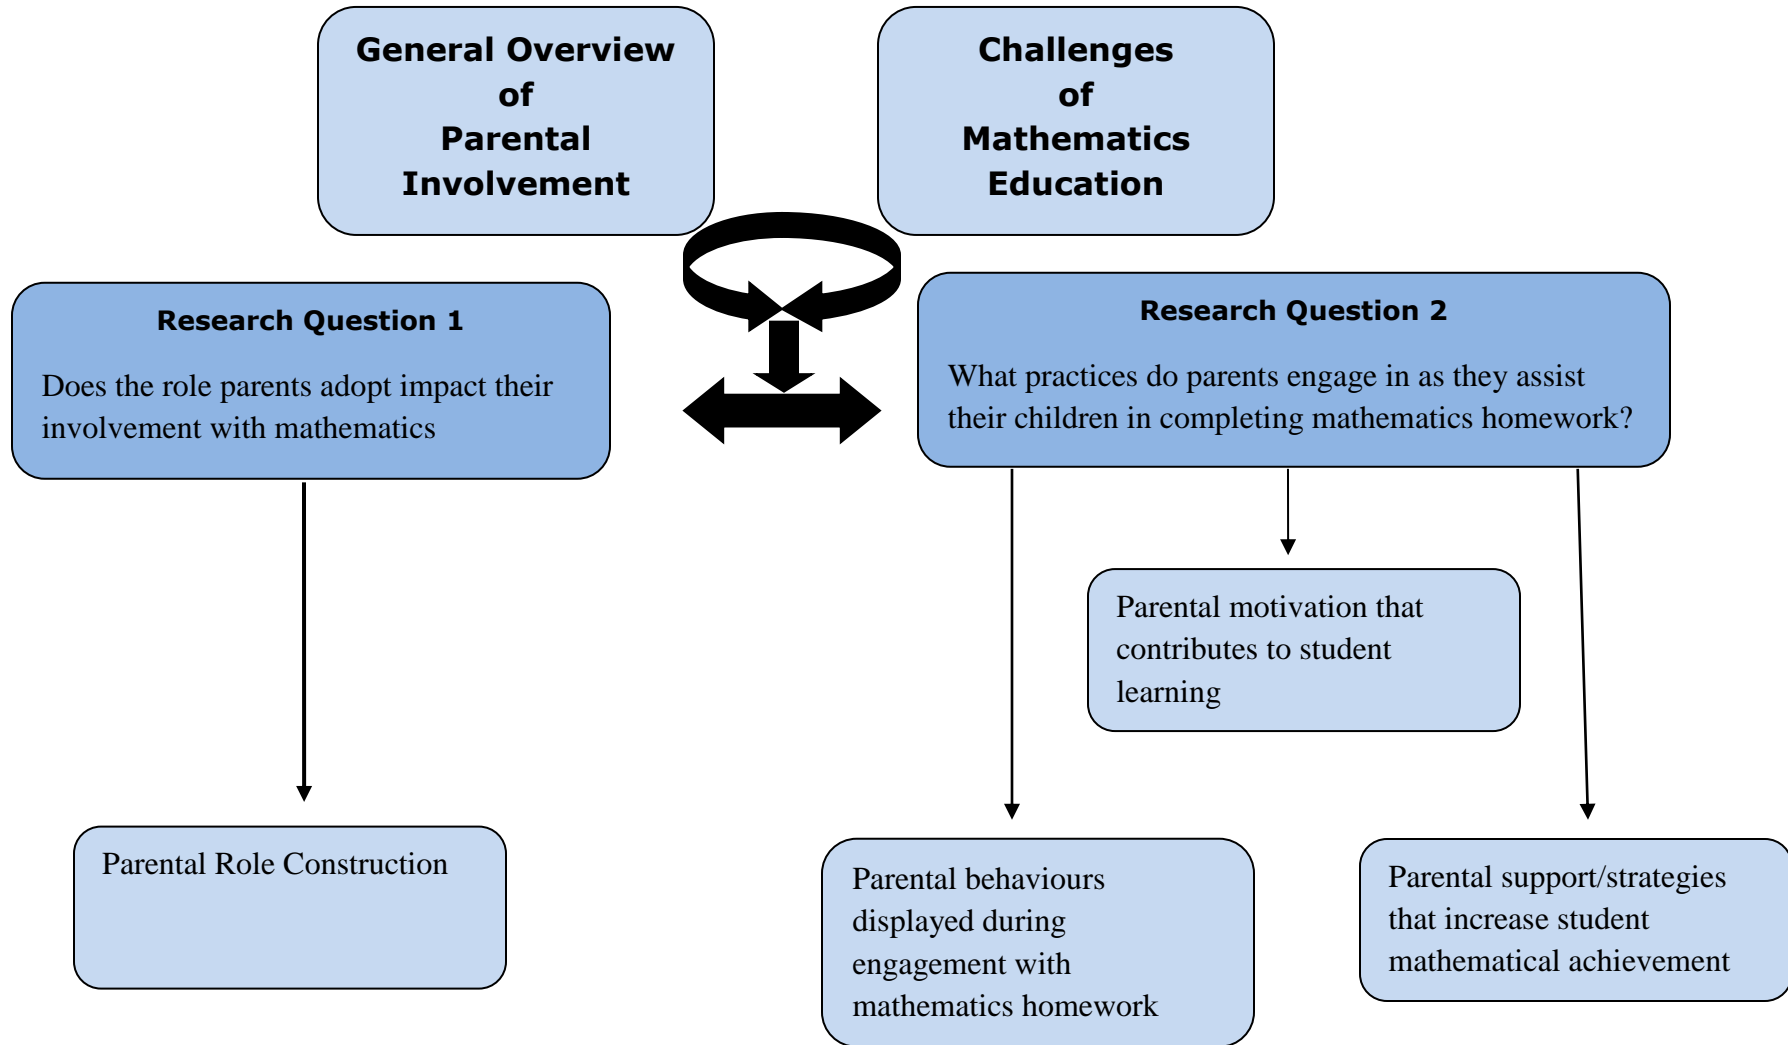 General Overview
of
Parental
Involvement
Challenges
of
Mathematics
Education
Research Question 1
Does the role parents adopt impact their
involvement with mathematics
Research Question 2
What practices do parents engage in as they assist
their children in completing mathematics homework?
Parental motivation that
contributes to student
learning
Parental Role Construction
Parental behaviours
displayed during
engagement with
mathematics homework
Parental support/strategies
that increase student
mathematical achievement